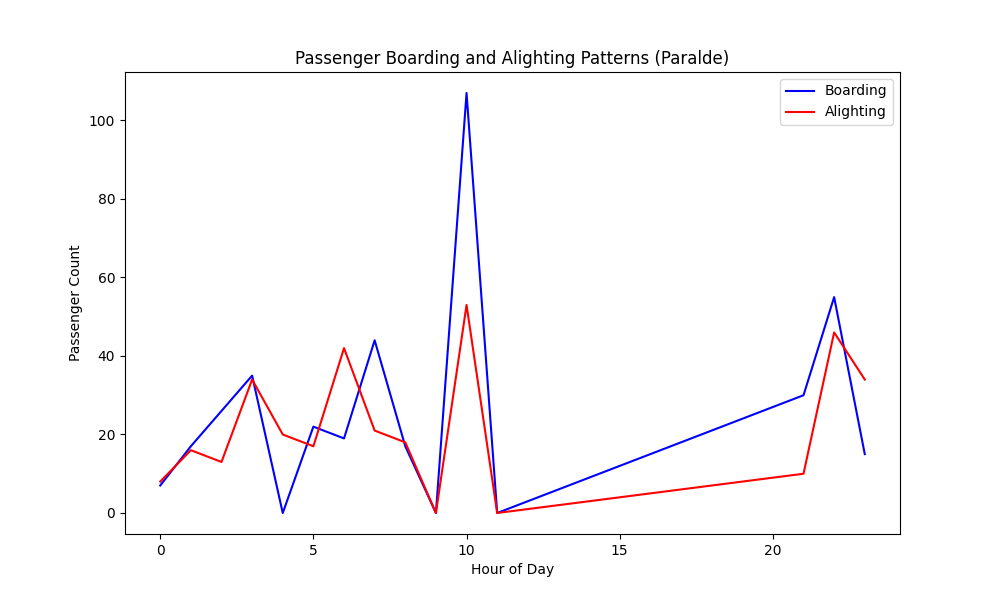 Passenger Boarding and Alighting Patterns (Paralde)
Boarding
Alighting
100
80
60
40
20
0
Passenger Count
0 5 10 15 20
Hour of Day